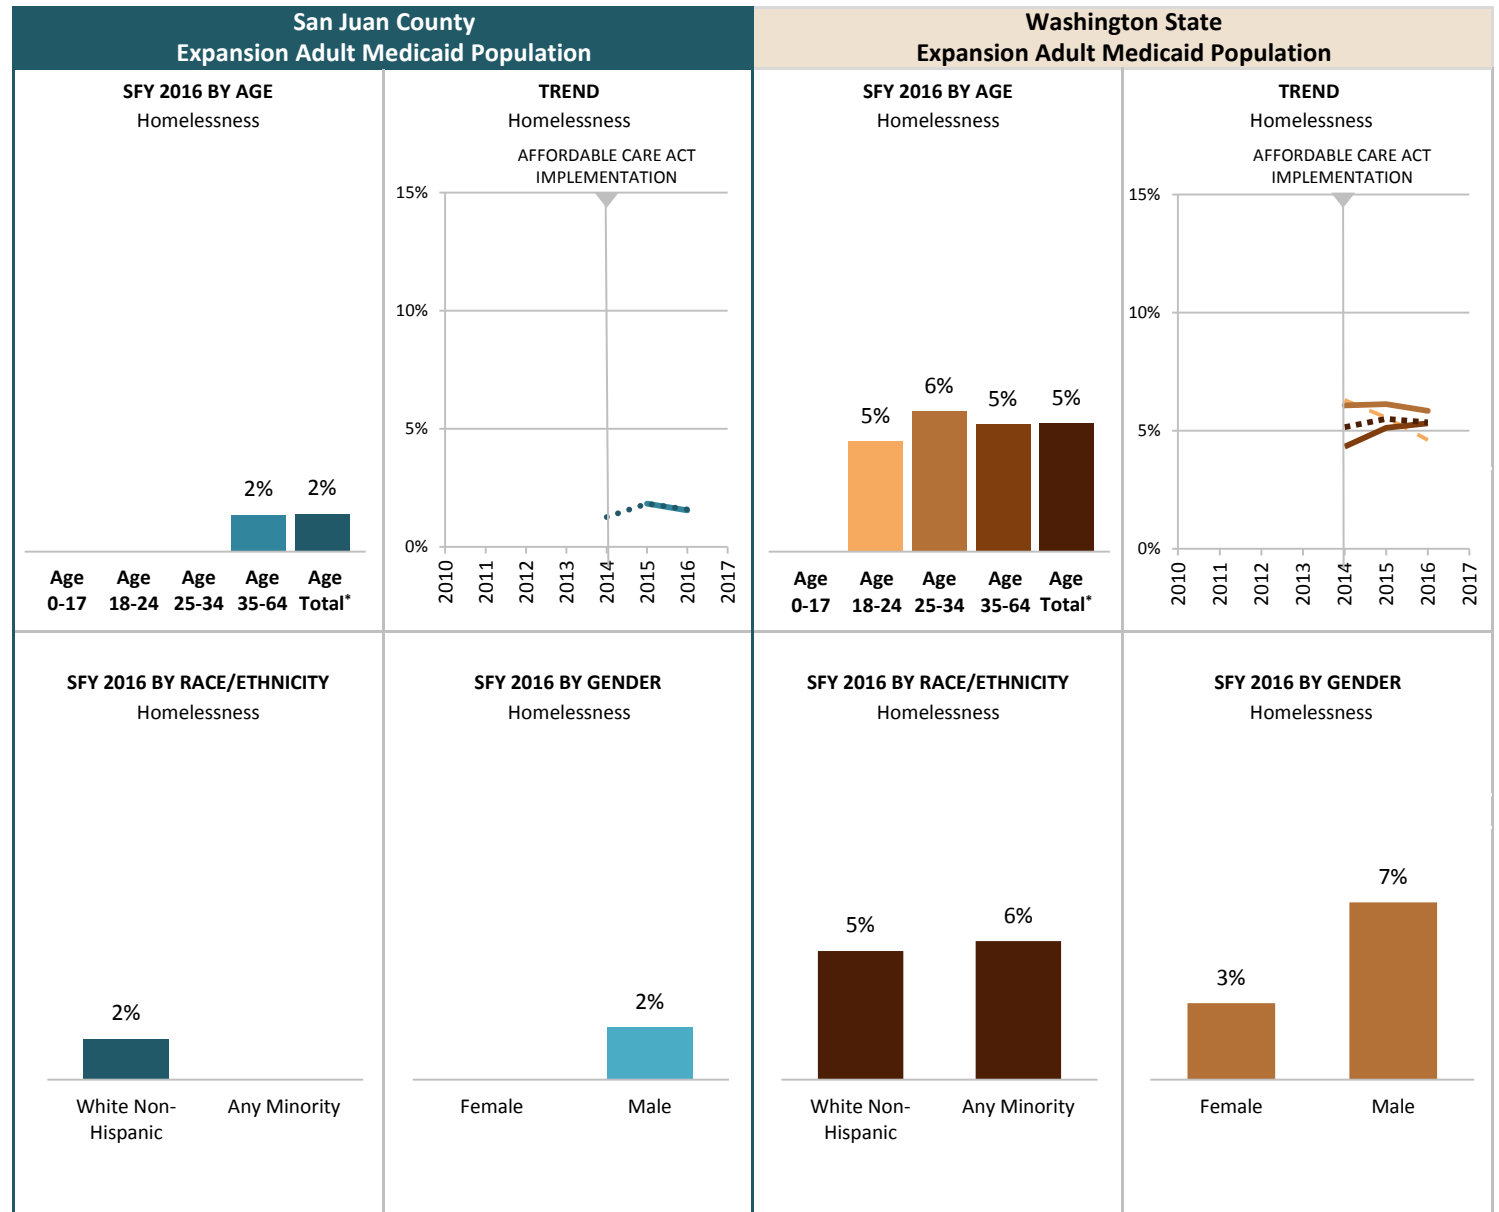 San Juan County
Expansion Adult Medicaid Population
Washington State
Expansion Adult Medicaid Population
SFY 2016 BY AGE
Homelessness
2%
2%
Age 0-17
Age 18-24
Age 25-34
Age 35-64
Age Total*
TREND
Homelessness
AFFORDABLE CARE ACT
IMPLEMENTATION
15%
10%
5%
0%
2010
2011
2012
2013
2014
2015
2016
2017
SFY 2016 BY AGE
Homelessness
5%
6%
5%
5%
Age 0-17
Age 18-24
Age 25-34
Age 35-64
Age Total*
TREND
Homelessness
AFFORDABLE CARE ACT
IMPLEMENTATION
15%
10%
5%
0%
2010
2011
2012
2013
2014
2015
2016
2017
SFY 2016 BY RACE/ETHNICITY
Homelessness
2%
White Non-
Hispanic
Any Minority
SFY 2016 BY GENDER
Homelessness
2%
Female
Male
SFY 2016 BY RACE/ETHNICITY
Homelessness
5%
6%
White Non-
Hispanic
Any Minority
SFY 2016 BY GENDER
Homelessness
3%
7%
Female
Male